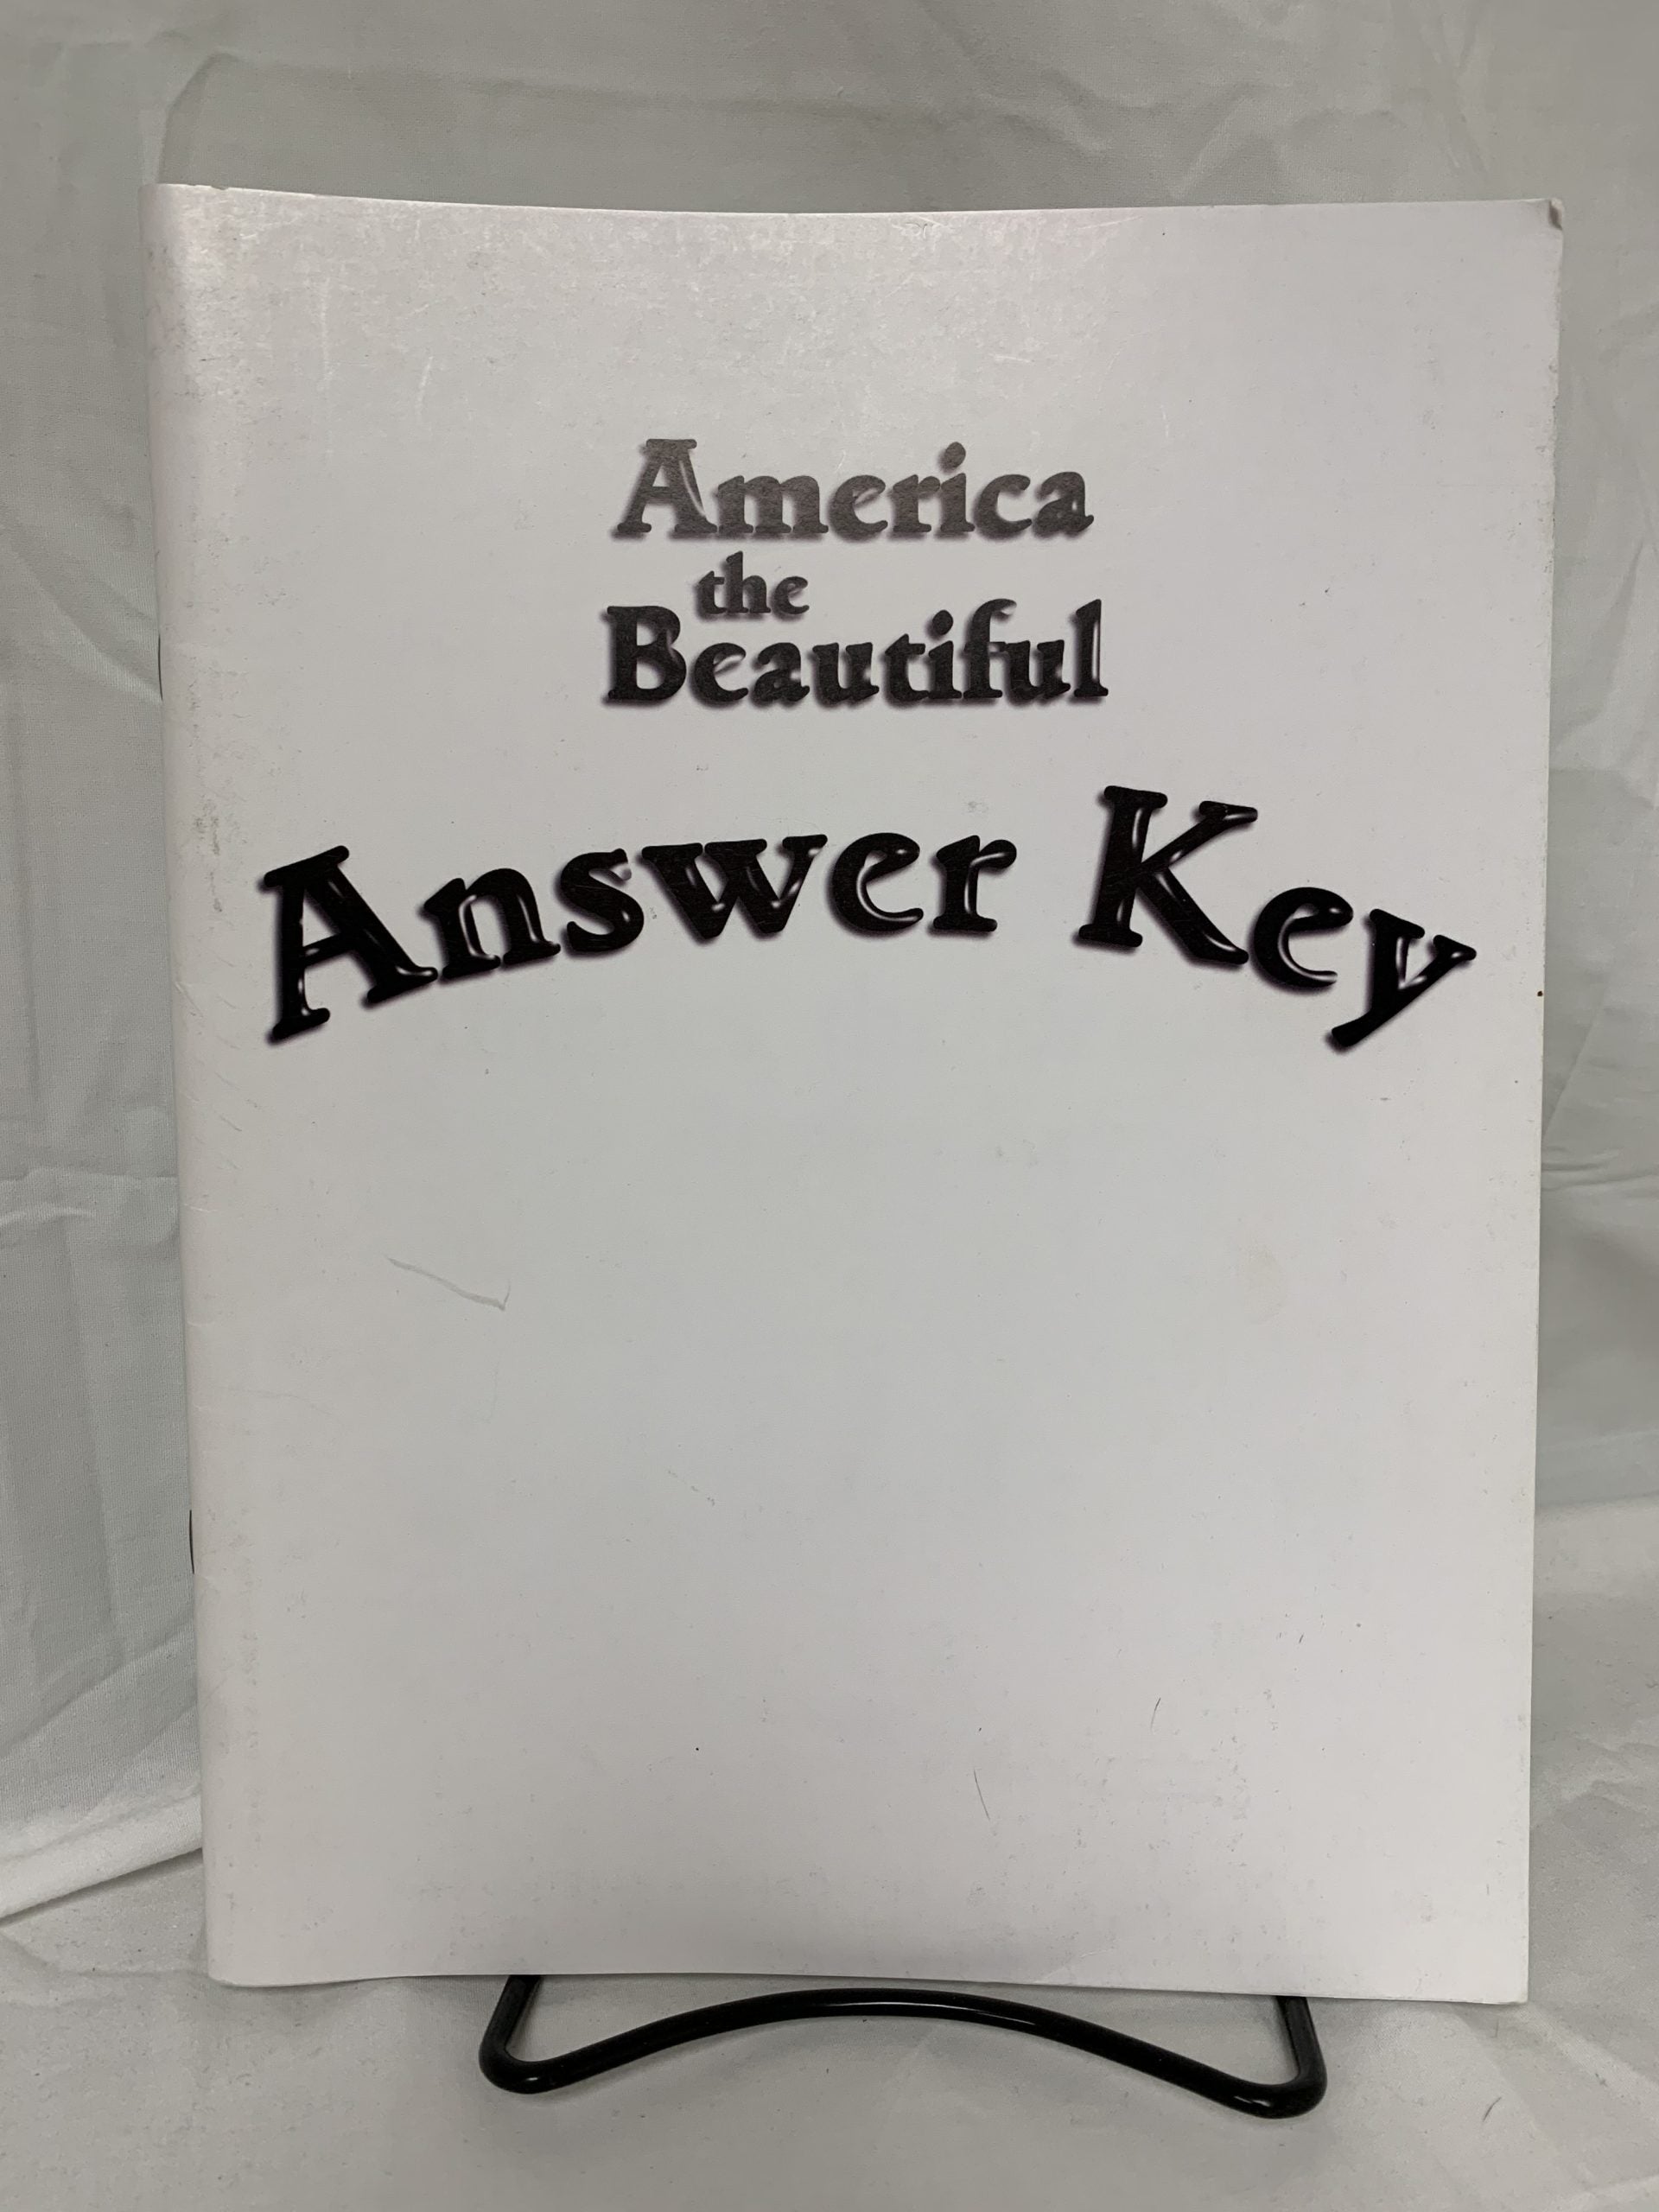 America
the
Beautiful
Answer Key